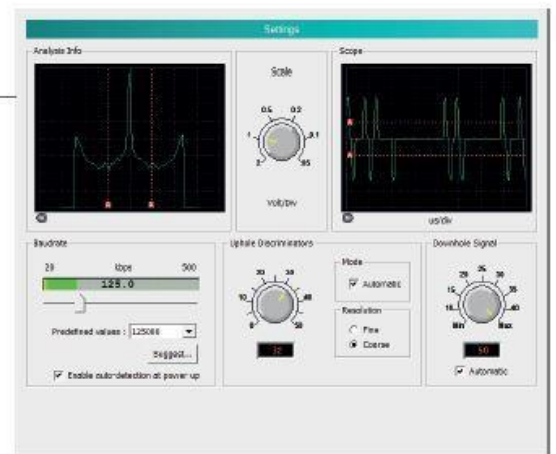 Settings
Analysis Info
Scale
0.5 0.2
1 0.1
2 .05
Volt/Div
Scope
us/div
Baudrate
20 kbps 500
125.0
Predefined values : 125000
Suggest...
Enable auto-detection at power up
Uphole Discriminators
20 30
10 40
0 50
Mode
Automatic
Resolution
Fine
Coarse
Downhole Signal
20 25 30
15 35
10 40
Min Max
50
Automatic